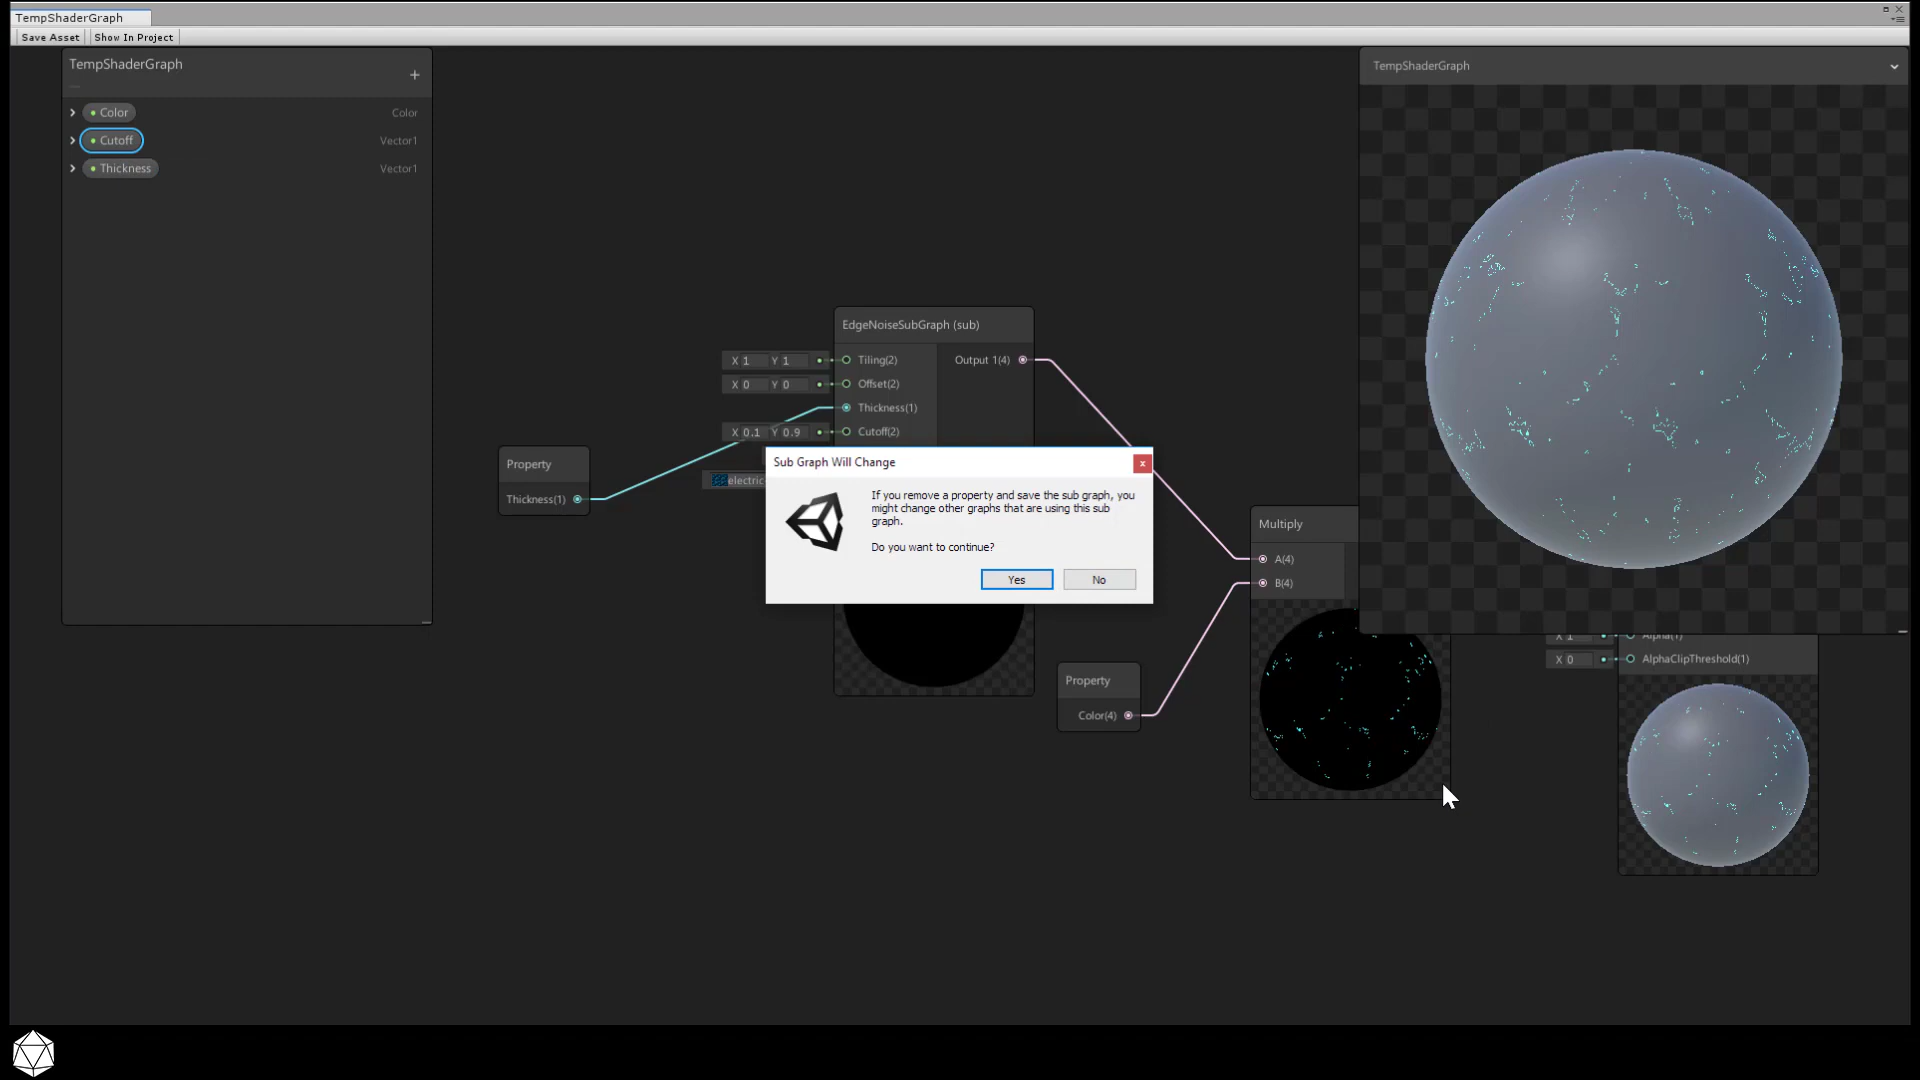 TempShaderGraph
Save Asset
Show In Project
TempShaderGraph
+
Color
Color
Cutoff
Vector1
Thickness
Vector1
Property
Thickness(1)
EdgeNoiseSubGraph (sub)
X 1 Y 1
Tiling(2)
Output 1(4)
X 0 Y 0
Offset(2)
Thickness(1)
X 0.1 Y 0.9
Cutoff(2)
electric
Sub Graph Will Change
If you remove a property and save the sub graph, you
might change other graphs that are using this sub
graph.
Do you want to continue?
Yes
No
Property
Color(4)
Multiply
A(4)
B(4)
TempShaderGraph
X 1
Alpha(1)
X 0
AlphaClipThreshold(1)